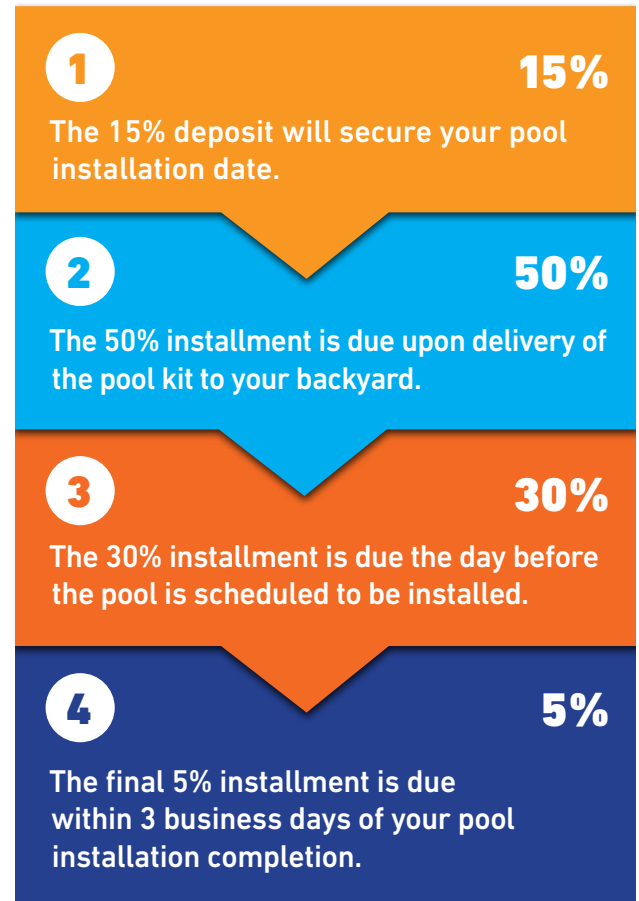 1
15%
The 15% deposit will secure your pool
installation date.
2
50%
The 50% installment is due upon delivery of
the pool kit to your backyard.
3
30%
The 30% installment is due the day before
the pool is scheduled to be installed.
4
5%
The final 5% installment is due
within 3 business days of your pool
installation completion.